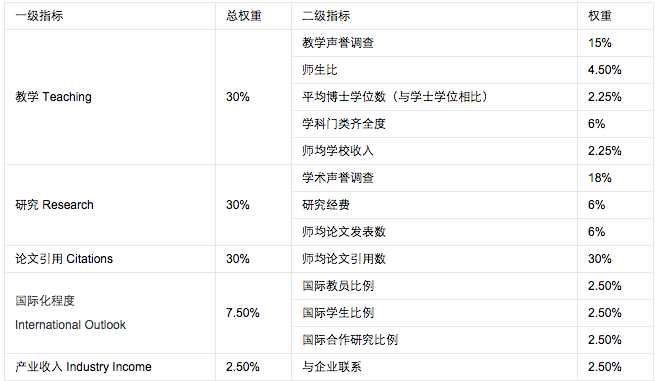 一级指标 总权重 二级指标 权重
教学声誉调查 15%
师生比 4.50%
教学 Teaching 30% 平均博士学位数（与学士学位相比） 2.25%
学科门类齐全度 6%
师均学校收入 2.25%
学术声誉调查 18%
研究 Research 30% 研究经费 6%
师均论文发表数 6%
论文引用 Citations 30% 师均论文引用数 30%
国际化程度
International Outlook
7.50%
国际教员比例 2.50%
国际学生比例 2.50%
国际合作研究比例 2.50%
产业收入 Industry Income 2.50% 与企业联系 2.50%